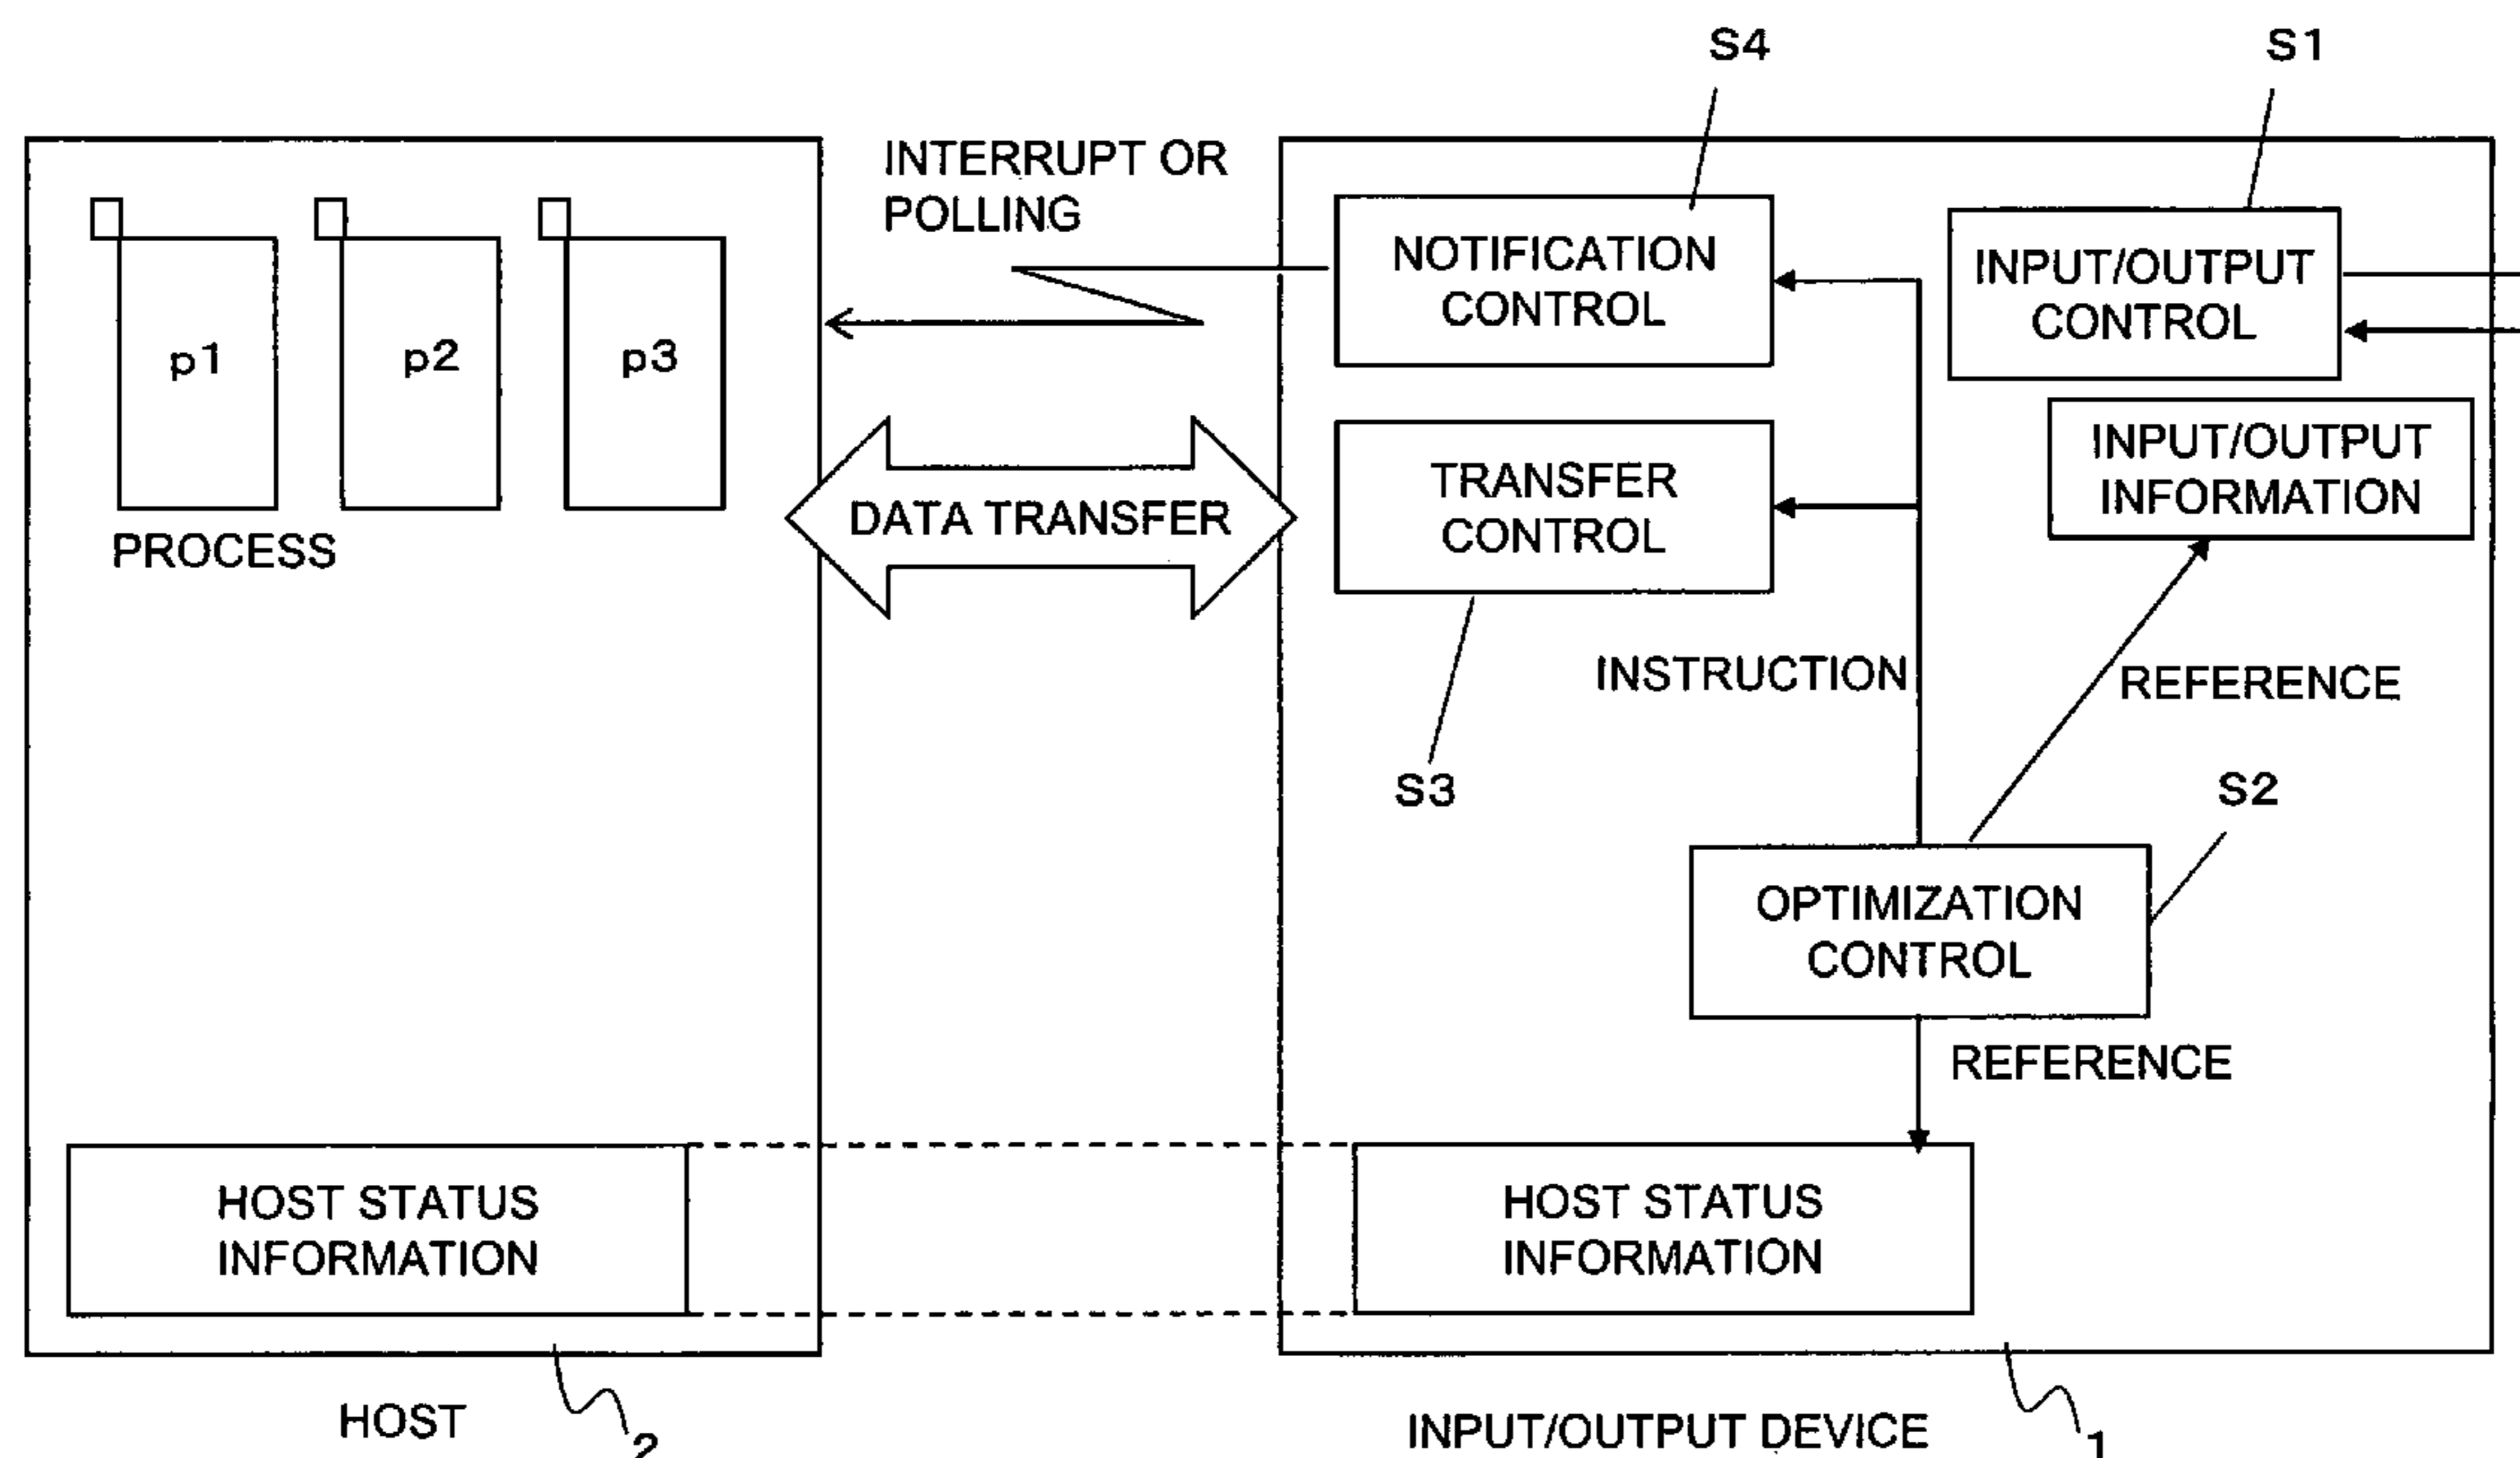 S4
S1
INTERRUPT OR
POLLING
NOTIFICATION
CONTROL
INPUT/OUTPUT
CONTROL
p1
p2
p3
INPUT/OUTPUT
INFORMATION
TRANSFER
CONTROL
DATA TRANSFER
PROCESS
INSTRUCTION
REFERENCE
S3
S2
OPTIMIZATION
CONTROL
REFERENCE
HOST STATUS
INFORMATION
HOST STATUS
INFORMATION
HOST
2
INPUT/OUTPUT DEVICE
1